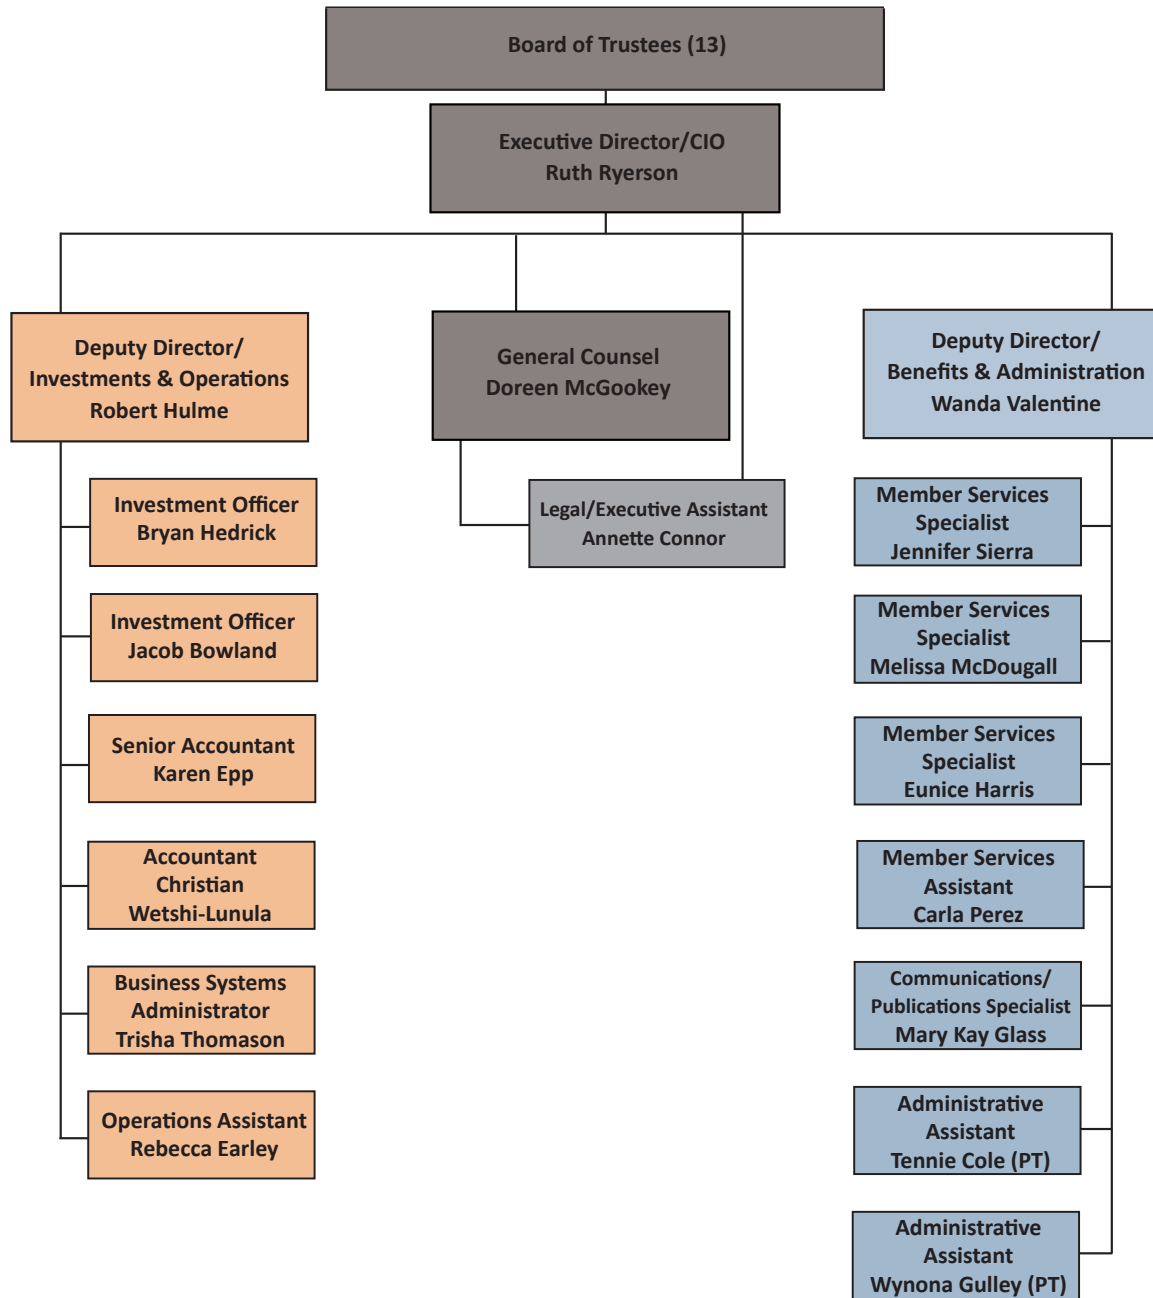 Board of Trustees (13)
Executive Director/CIO
Ruth Ryerson
Deputy Director/
Investments & Operations
Robert Hulme
Investment Officer
Bryan Hedrick
Investment Officer
Jacob Bowland
Senior Accountant
Karen Epp
Accountant
Christian
Wetshi-Lunula
Business Systems
Administrator
Trisha Thomason
Operations Assistant
Rebecca Earley
General Counsel
Doreen McGookey
Legal/Executive Assistant
Annette Connor
Deputy Director/
Benefits & Administration
Wanda Valentine
Member Services
Specialist
Jennifer Sierra
Member Services
Specialist
Melissa McDougall
Member Services
Specialist
Eunice Harris
Member Services
Assistant
Carla Perez
Communications/
Publications Specialist
Mary Kay Glass
Administrative
Assistant
Tennie Cole (PT)
Administrative
Assistant
Wynona Gulley (PT)